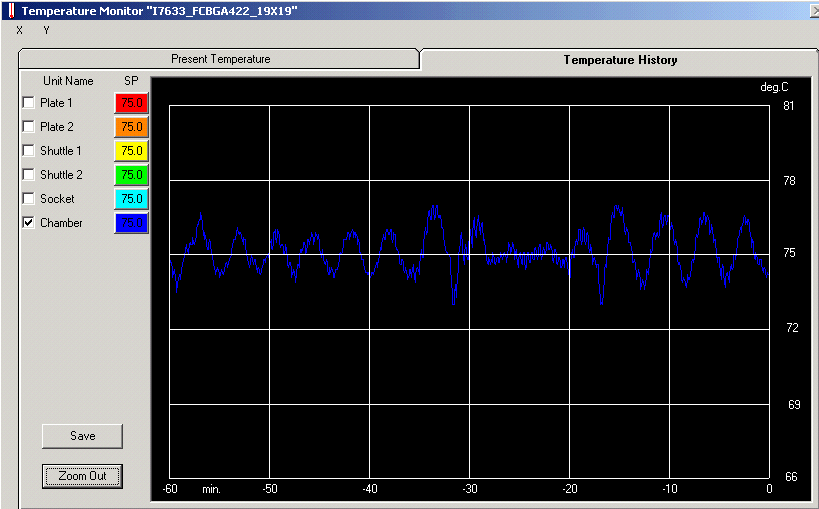 Temperature Monitor "I7633_FCBGA422_19X19"
X Y
Present Temperature
Temperature History
Unit Name SP
deg.C
Plate 1 75.0
Plate 2 75.0
Shuttle 1 75.0
Shuttle 2 75.0
Socket 75.0
Chamber 75.0
81
78
75
72
69
66
Save
Zoom Out
-60 min. -50 -40 -30 -20 -10 0